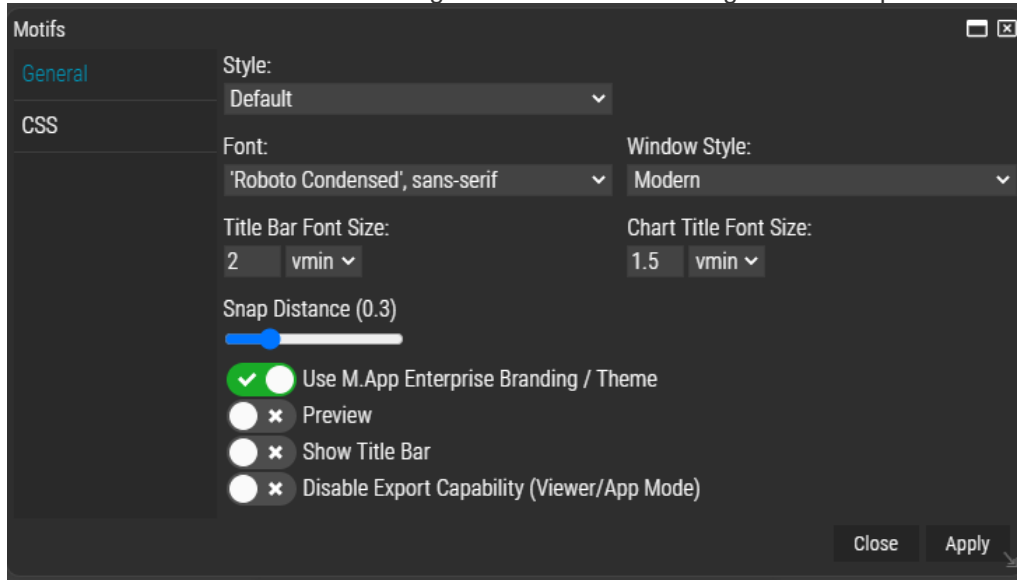 Motifs
General
CSS
Style:
Default
Font:
Window Style:
'Roboto Condensed', sans-serif
Modern
Title Bar Font Size:
Chart Title Font Size:
2 vmin
1.5 vmin
Snap Distance (0.3)
Use M.App Enterprise Branding / Theme
Preview
Show Title Bar
Disable Export Capability (Viewer/App Mode)
Close
Apply